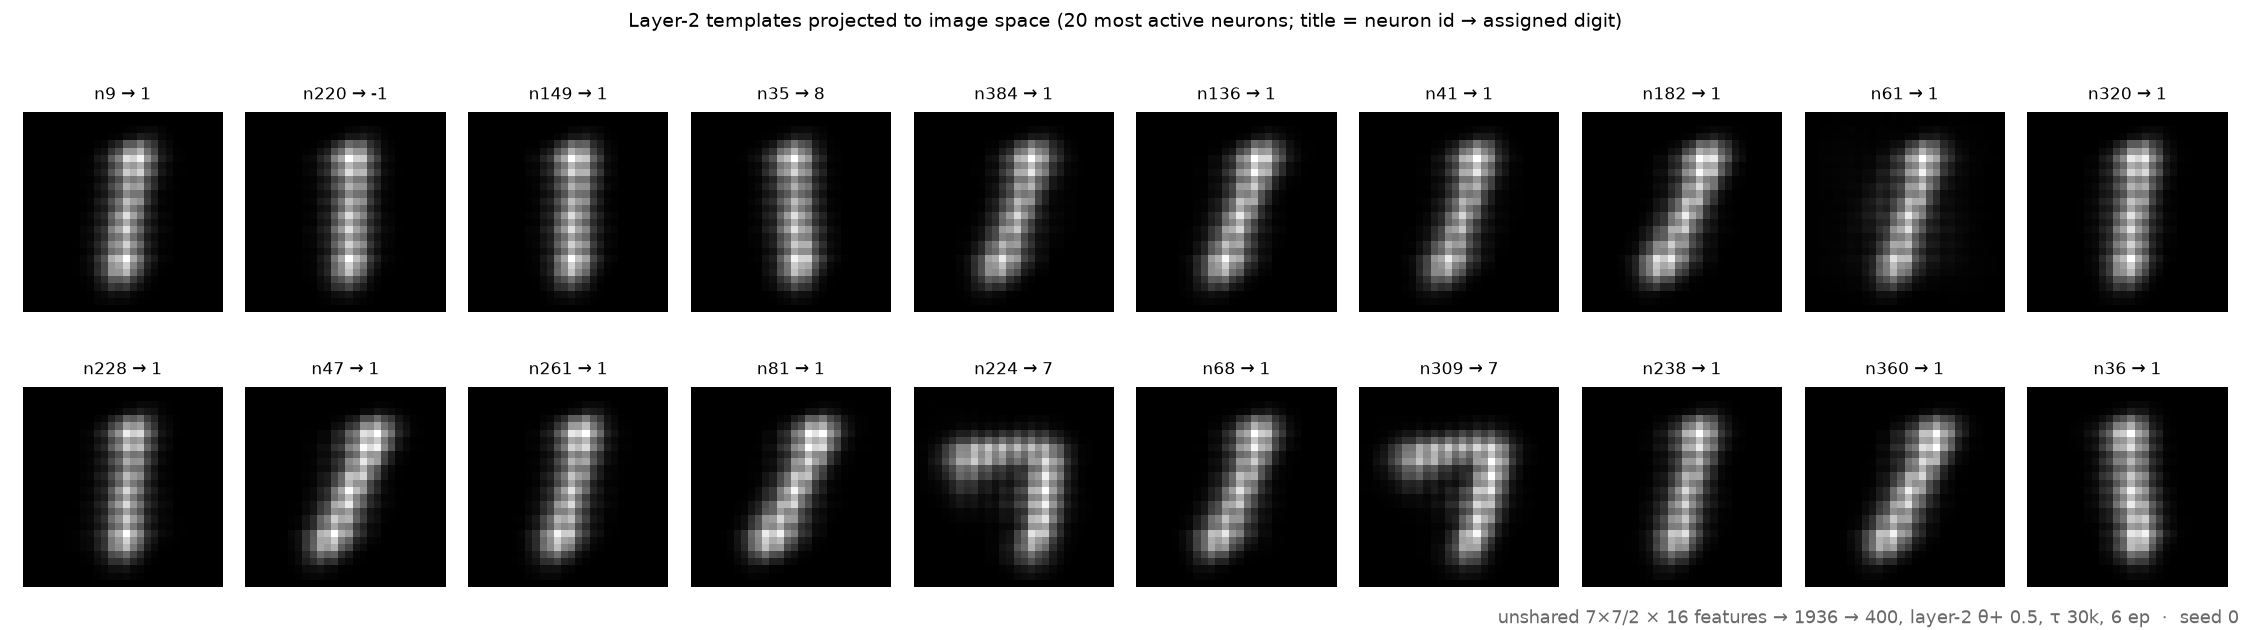 Layer-2 templates projected to image space (20 most active neurons; title = neuron id → assigned digit)
n9 → 1 n220 → -1 n149 → 1 n35 → 8 n384 → 1 n136 → 1 n41 → 1 n182 → 1 n61 → 1 n320 → 1
n228 → 1 n47 → 1 n261 → 1 n81 → 1 n224 → 7 n68 → 1 n309 → 7 n238 → 1 n360 → 1 n36 → 1
unshared 7×7/2 × 16 features → 1936 → 400, layer-2 θ+ 0.5, τ 30k, 6 ep · seed 0